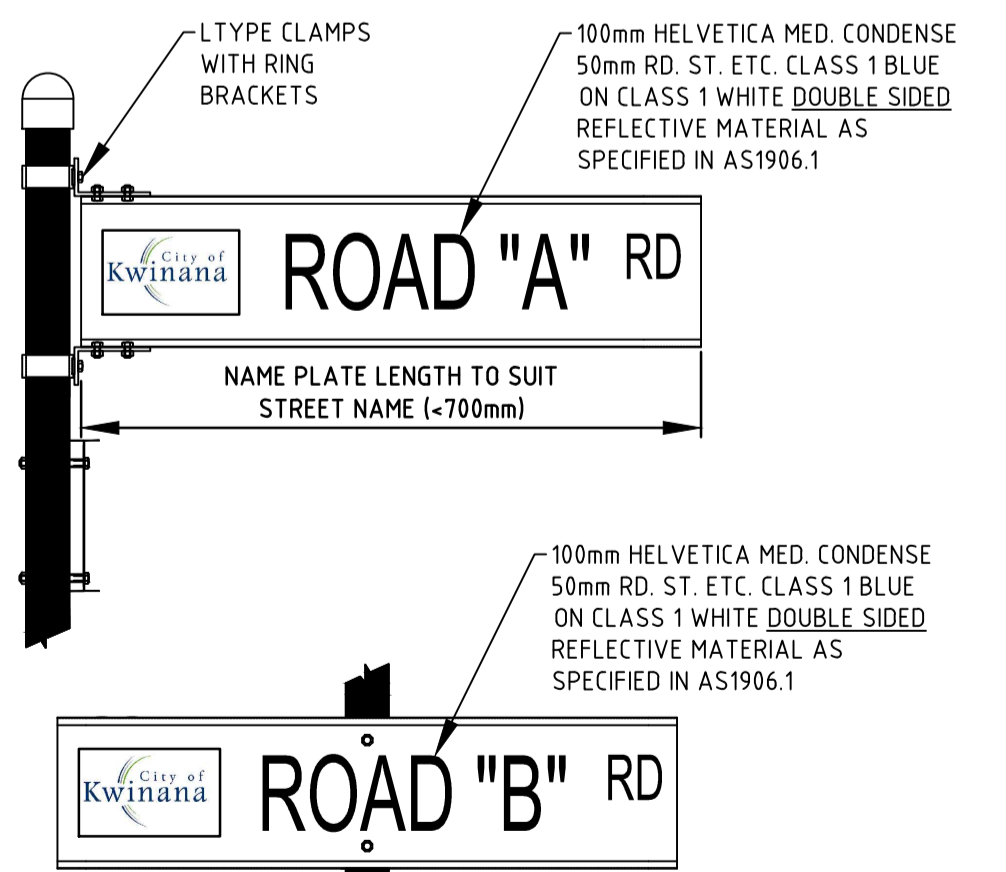 LTYPE CLAMPS
WITH RING
BRACKETS
100mm HELVETICA MED. CONDENSE
50mm RD. ST. ETC. CLASS 1 BLUE
ON CLASS 1 WHITE DOUBLE SIDED
REFLECTIVE MATERIAL AS
SPECIFIED IN AS1906.1
City of
Kwinana
ROAD "A" RD
NAME PLATE LENGTH TO SUIT
STREET NAME (<700mm)
100mm HELVETICA MED. CONDENSE
50mm RD. ST. ETC. CLASS 1 BLUE
ON CLASS 1 WHITE DOUBLE SIDED
REFLECTIVE MATERIAL AS
SPECIFIED IN AS1906.1
City of
Kwinana
ROAD "B" RD